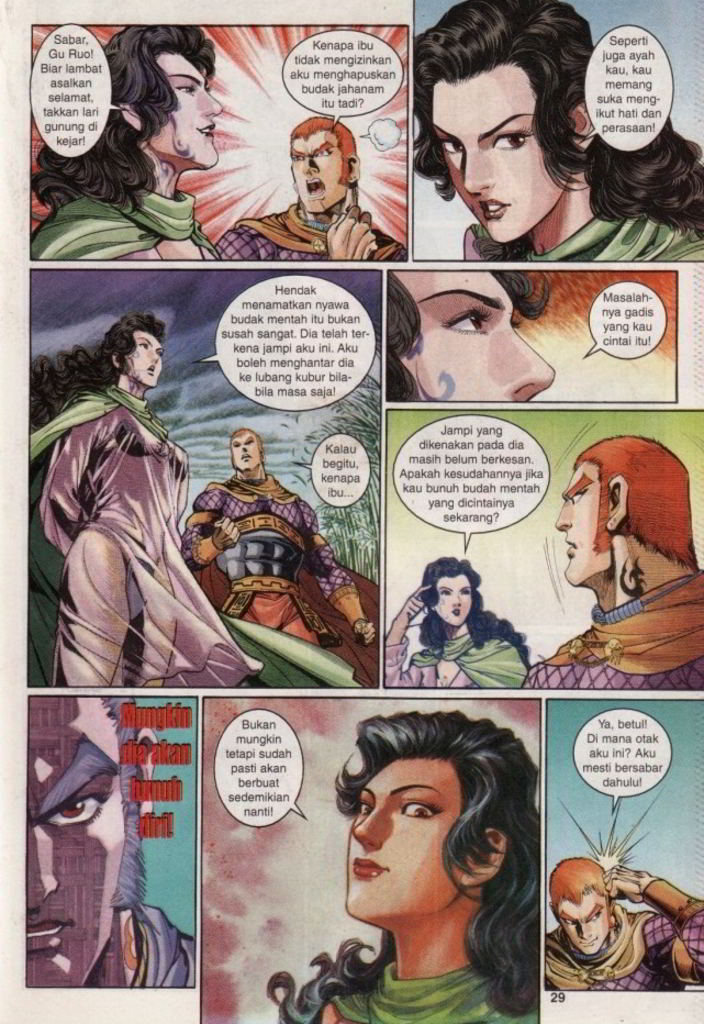 Sabar,
Gu Ruo!
Biar lambat
asalkan
selamat,
takkan lari
gunung di
kejar!
Kenapa ibu
tidak mengizinkan
aku menghapuskan
budak jahanam
itu tadi?
Seperti
juga ayah
kau, kau
memang
suka meng-
ikut hati dan
perasaan!
Hendak
menamatkan nyawa
budak mentah itu bukan
susah sangat. Dia telah ter-
kena jampi aku ini. Aku
boleh menghantar dia
ke lubang kubur bila-
bila masa saja!
Kalau
begitu,
kenapa
ibu...
Masalah-
nya gadis
yang kau
cintai itu!
Jampi yang
dikenakan pada dia
masih belum berkesan.
Apakah kesudahannya jika
kau bunuh budah mentah
yang dicintainya
sekarang?
Mungkin
dia akan
bunuh
diri!
Bukan
mungkin
tetapi sudah
pasti akan
berbuat
sedemikian
nanti!
Ya, betul!
Di mana otak
aku ini? Aku
mesti bersabar
dahulu!
29